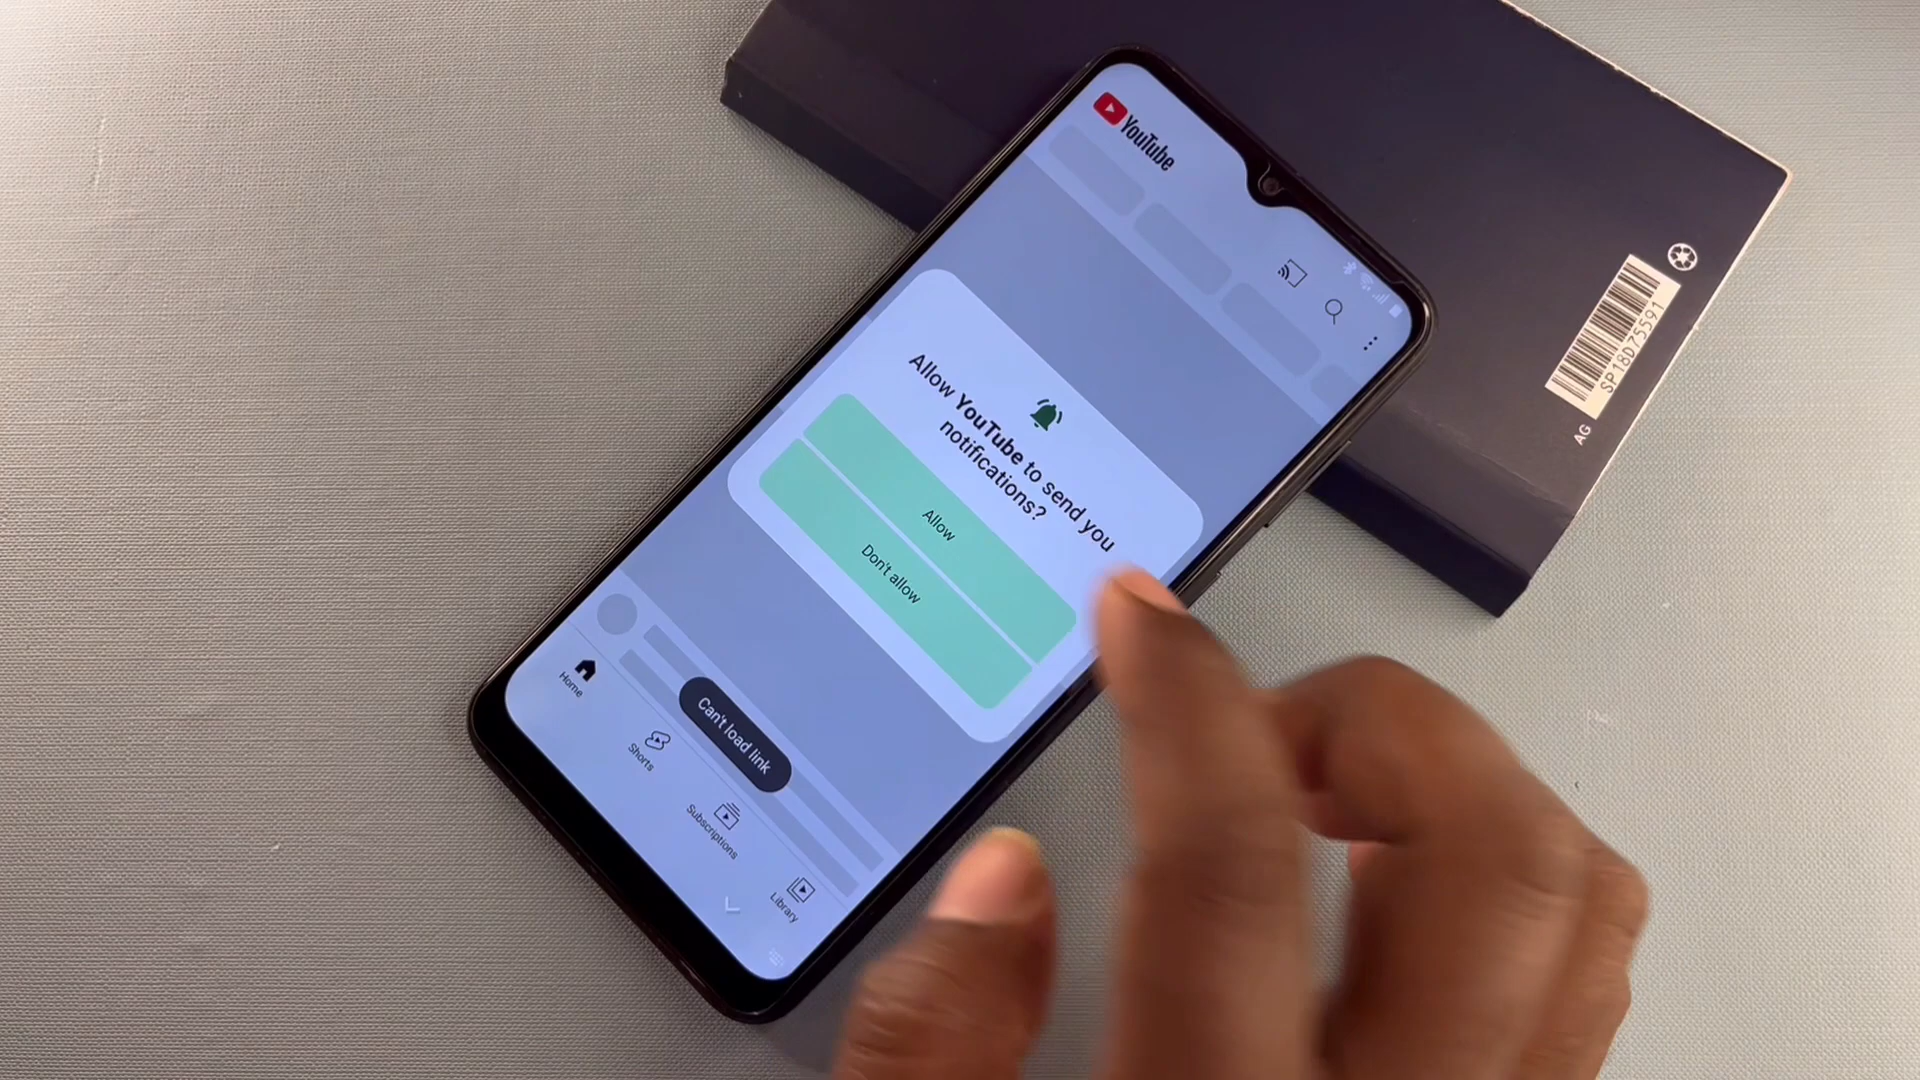 YouTube
Allow YouTube to send you
notifications?
Allow
Don't allow
Can't load link
Home
Shorts
Subscriptions
Library
SP18D75591
AG